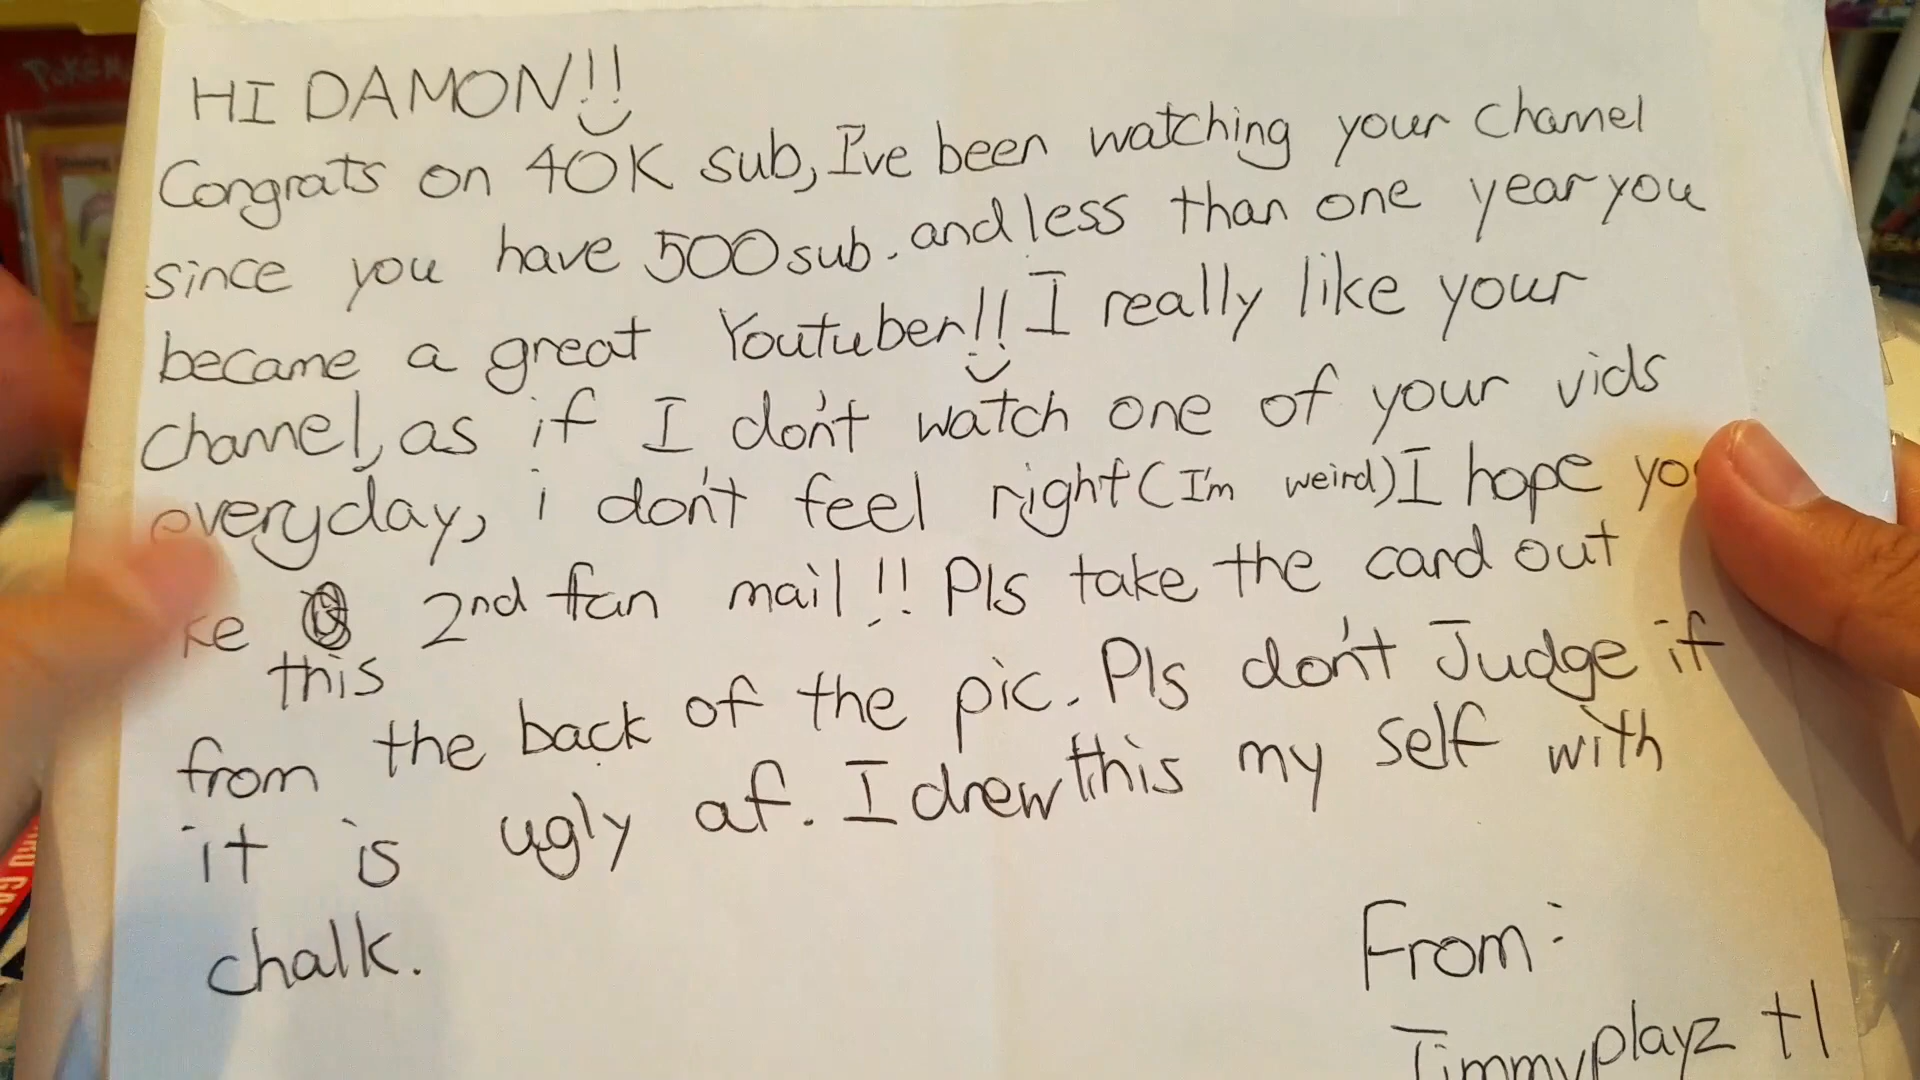 HI DAMON!!
Congrats on 40K sub, I've been watching your channel
since you have 500 sub. and less than one year you
became a great Youtuber!! I really like your
channel, as if I don't watch one of your vids
everyday, i don't feel right (I'm weird) I hope yo
ke 2nd fan mail!! Pls take the card out
this
from the back of the pic. Pls don't Judge if
it is ugly af. I drew this my self with
chalk.
From:
Timmyplayz
POKéM